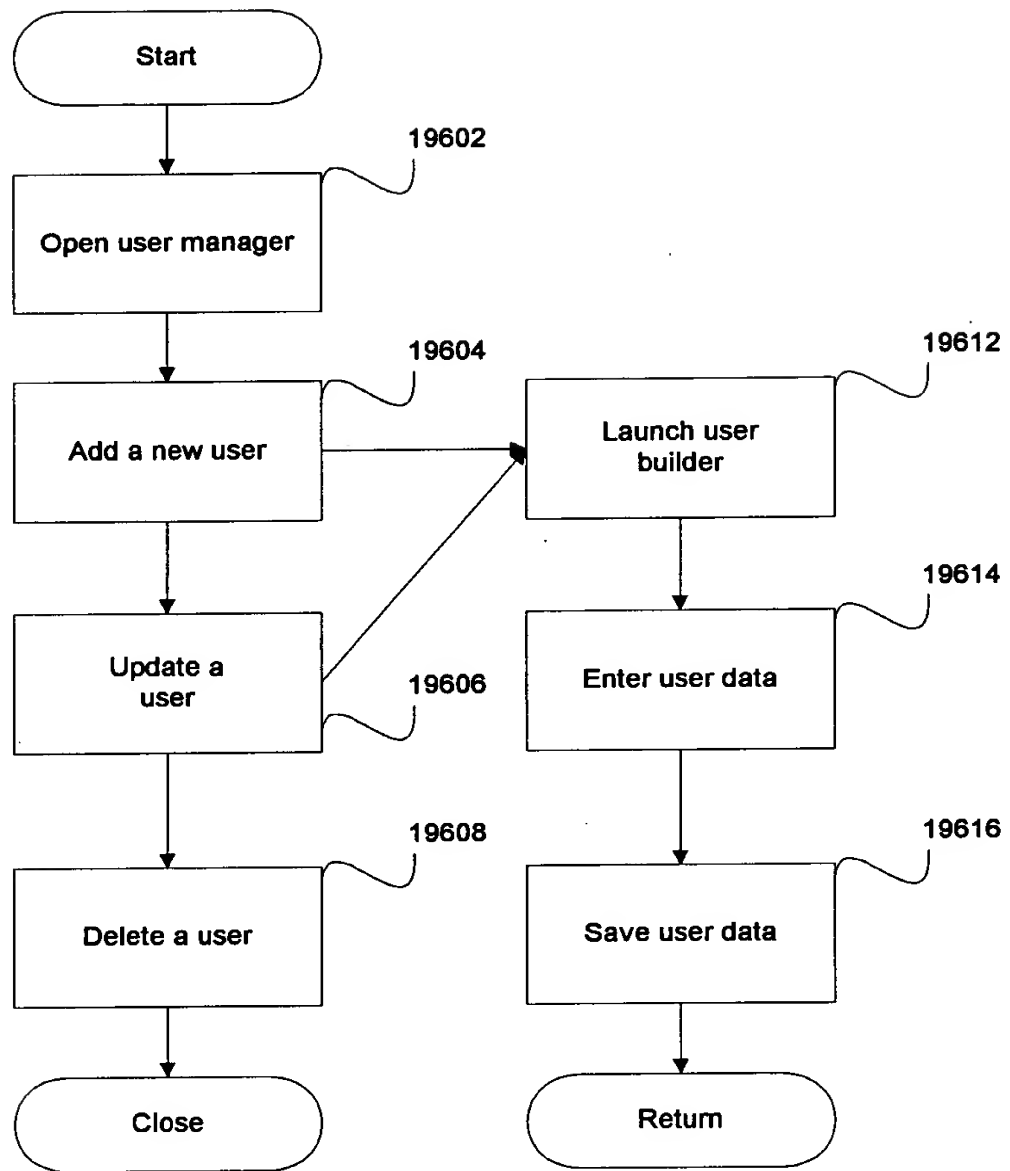 Start
19602
Open user manager
19604
Add a new user
19612
Launch user
builder
Update a
user
19606
19614
Enter user data
19608
Delete a user
19616
Save user data
Close
Return